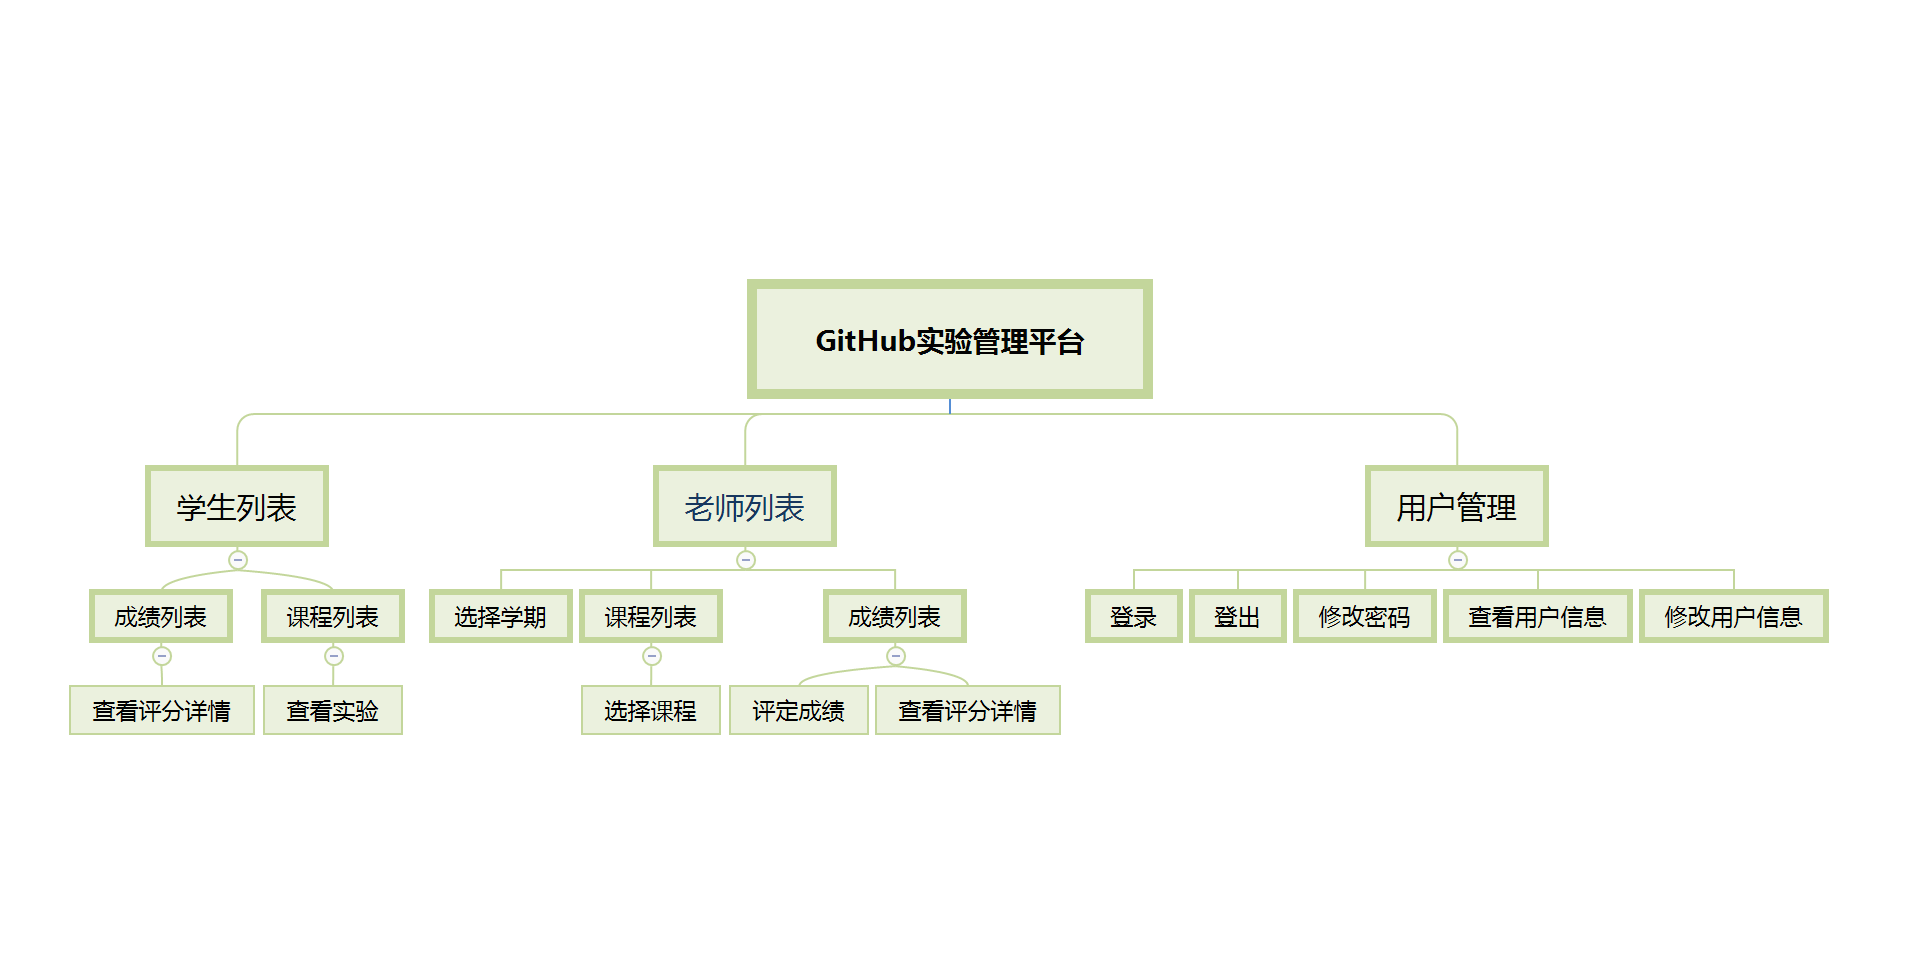 GitHub实验管理平台
学生列表
老师列表
用户管理
成绩列表
课程列表
选择学期
课程列表
成绩列表
登录
登出
修改密码
查看用户信息
修改用户信息
查看评分详情
查看实验
选择课程
评定成绩
查看评分详情